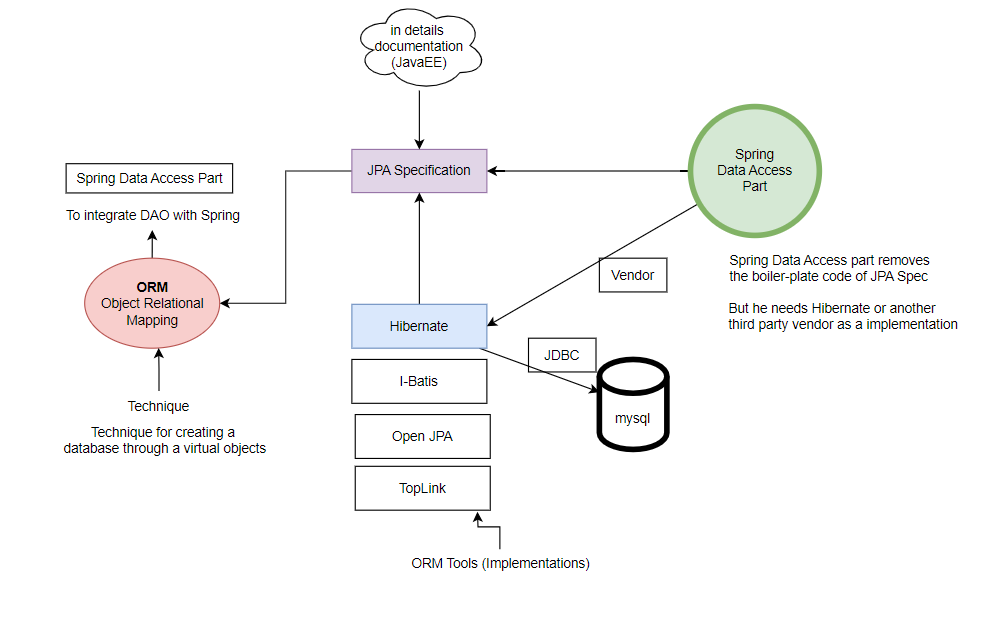 in details
documentation
(JavaEE)
JPA Specification
Spring
Data Access
Part
Spring Data Access Part
To integrate DAO with Spring
ORM
Object Relational
Mapping
Technique
Technique for creating a
database through a virtual objects
Vendor
Spring Data Access part removes
the boiler-plate code of JPA Spec
But he needs Hibernate or another
third party vendor as a implementation
Hibernate
JDBC
mysql
I-Batis
Open JPA
TopLink
ORM Tools (Implementations)